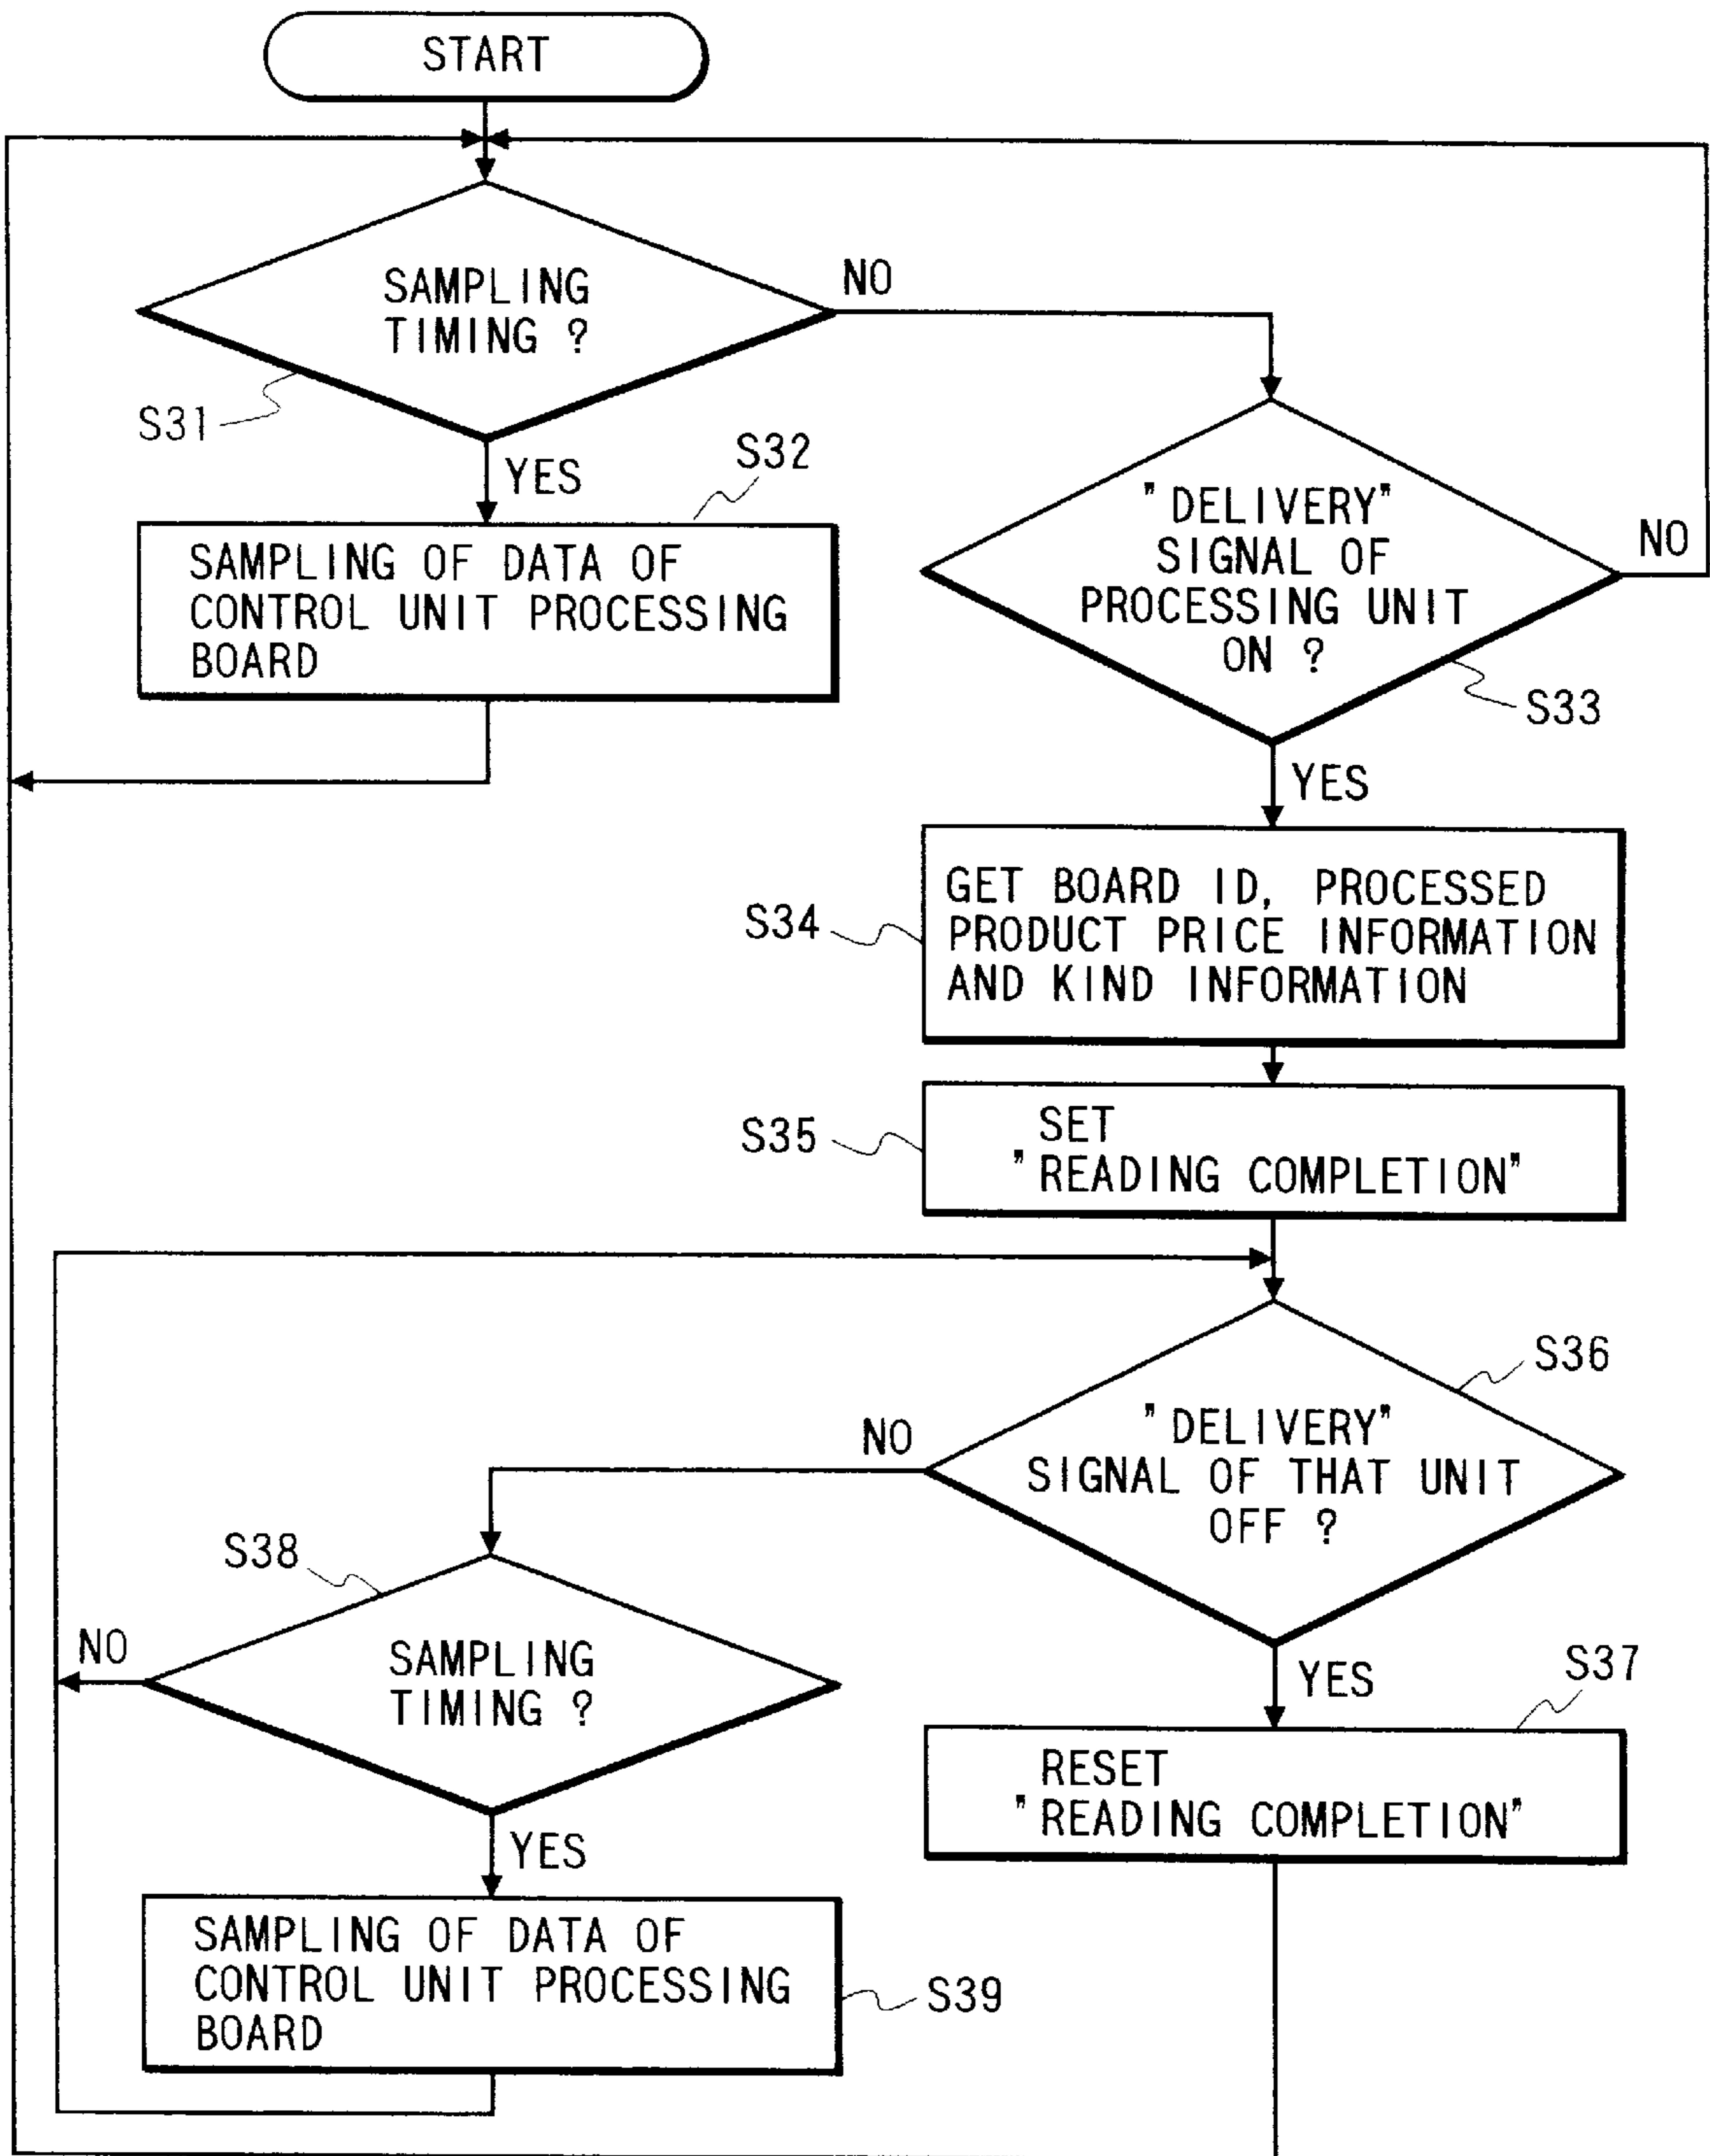 START
SAMPLING
TIMING ?
NO
S31
YES
S32
SAMPLING OF DATA OF
CONTROL UNIT PROCESSING
BOARD
"DELIVERY"
SIGNAL OF
PROCESSING UNIT
ON ?
NO
S33
YES
S34
GET BOARD ID, PROCESSED
PRODUCT PRICE INFORMATION
AND KIND INFORMATION
S35
SET
"READING COMPLETION"
S36
"DELIVERY"
SIGNAL OF THAT UNIT
OFF ?
NO
S38
SAMPLING
TIMING ?
NO
YES
S37
RESET
"READING COMPLETION"
YES
SAMPLING OF DATA OF
CONTROL UNIT PROCESSING
BOARD
S39